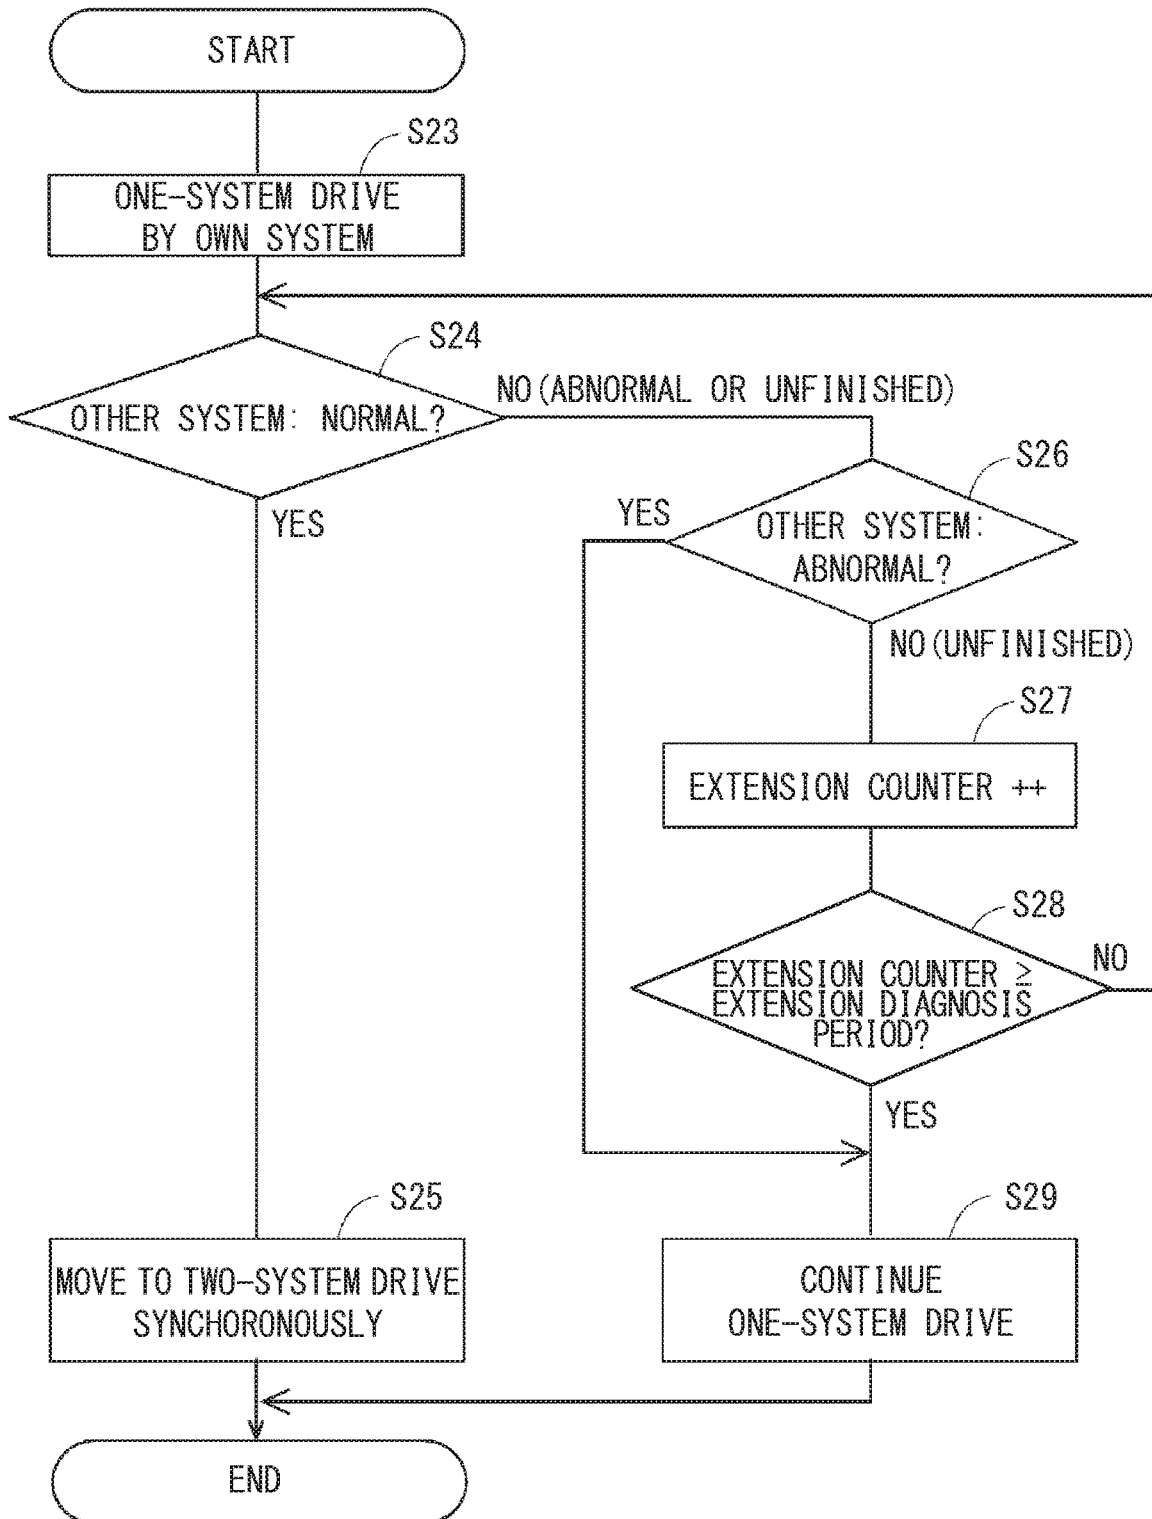 START
S23
ONE-SYSTEM DRIVE
BY OWN SYSTEM
S24
OTHER SYSTEM: NORMAL?
NO(ABNORMAL OR UNFINISHED)
YES
S26
YES
OTHER SYSTEM:
ABNORMAL?
NO(UNFINISHED)
S27
EXTENSION COUNTER ++
S28
EXTENSION COUNTER ≥
EXTENSION DIAGNOSIS
PERIOD?
NO
YES
S25
MOVE TO TWO-SYSTEM DRIVE
SYNCHORONOUSLY
S29
CONTINUE
ONE-SYSTEM DRIVE
END